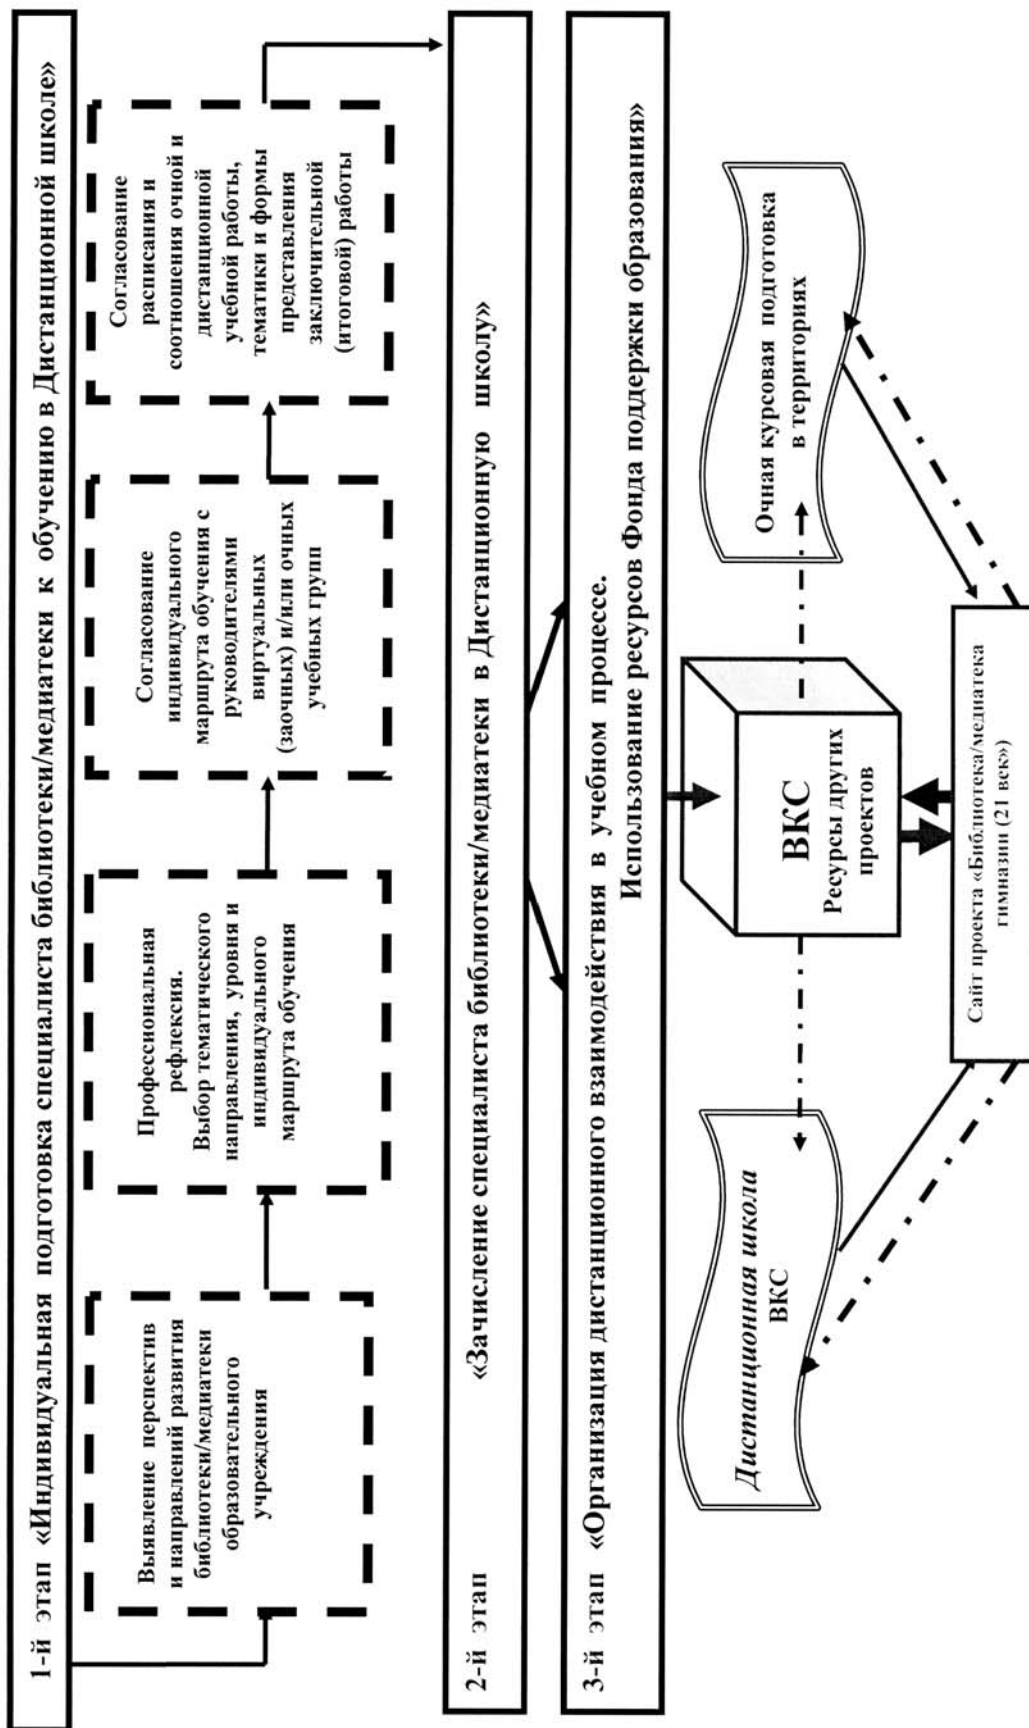 1-й этап «Индивидуальная подготовка специалиста библиотеки/медиатек к обучению в Дистанционной школе»
Выявление перспектив
и направлений развития
библиотеки/медиатеки
образовательного
учреждения
Профессиональная
рефлексия.
Выбор тематического
направления, уровня и
индивидуального
маршрута обучения
Согласование
индивидуального
маршрута обучения с
руководителями
виртуальных
(заочных) и/или очных
учебных групп
Согласование
расписания и
соотношения очной и
дистанционной
учебной работы,
тематики и формы
представления
заключительной
(итоговой) работы
2-й этап «Зачисление специалиста библиотеки/медиатеки в Дистанционную школу»
3-й этап «Организация дистанционного взаимодействия в учебном процессе.
Использование ресурсов Фонда поддержки образования»
Дистанционная школа
ВКС
ВКС
Ресурсы других
проектов
Очная курсовая подготовка
в территориях
Сайт проекта «Библиотека/медиатека
гимназии (21 век»)